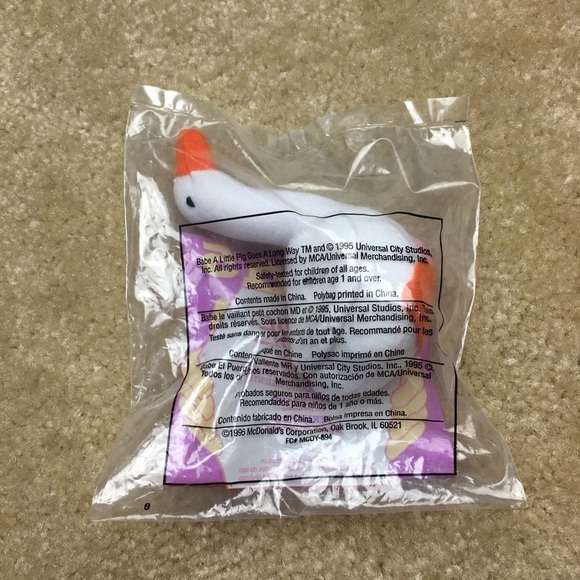 Babe A Little Pig Goes A Long Way TM and © 1995 Universal City Studios,
Inc. All rights reserved. Licensed by MCA/Universal Merchandising, Inc.
Safety-tested for children of all ages.
Recommended for children age 1 and over.
Contents made in China. Polybag printed in China.
Babe le vaillant petit cochon MD et © 1995, Universal Studios, Inc.
droits réservés. Sous licence de MCA/Universal Merchandising, Inc.
Testé sans danger pour les enfants de tout âge. Recommandé pour les
d'un an et plus.
en Chine Polysac imprimé en Chine
Valiente MR y Universal City Studios, Inc., 1995 ©
Todos los reservados. Con autorización de MCA/Universal
Merchandising, Inc.
Probados seguros para niños de todas edades.
Recomendados para niños de 1 año o más.
Contenido fabricado en China. Bolsa impresa en China.
©1995 McDonald's Corporation, Oak Brook, IL 60521
FC# MCDY-894
6